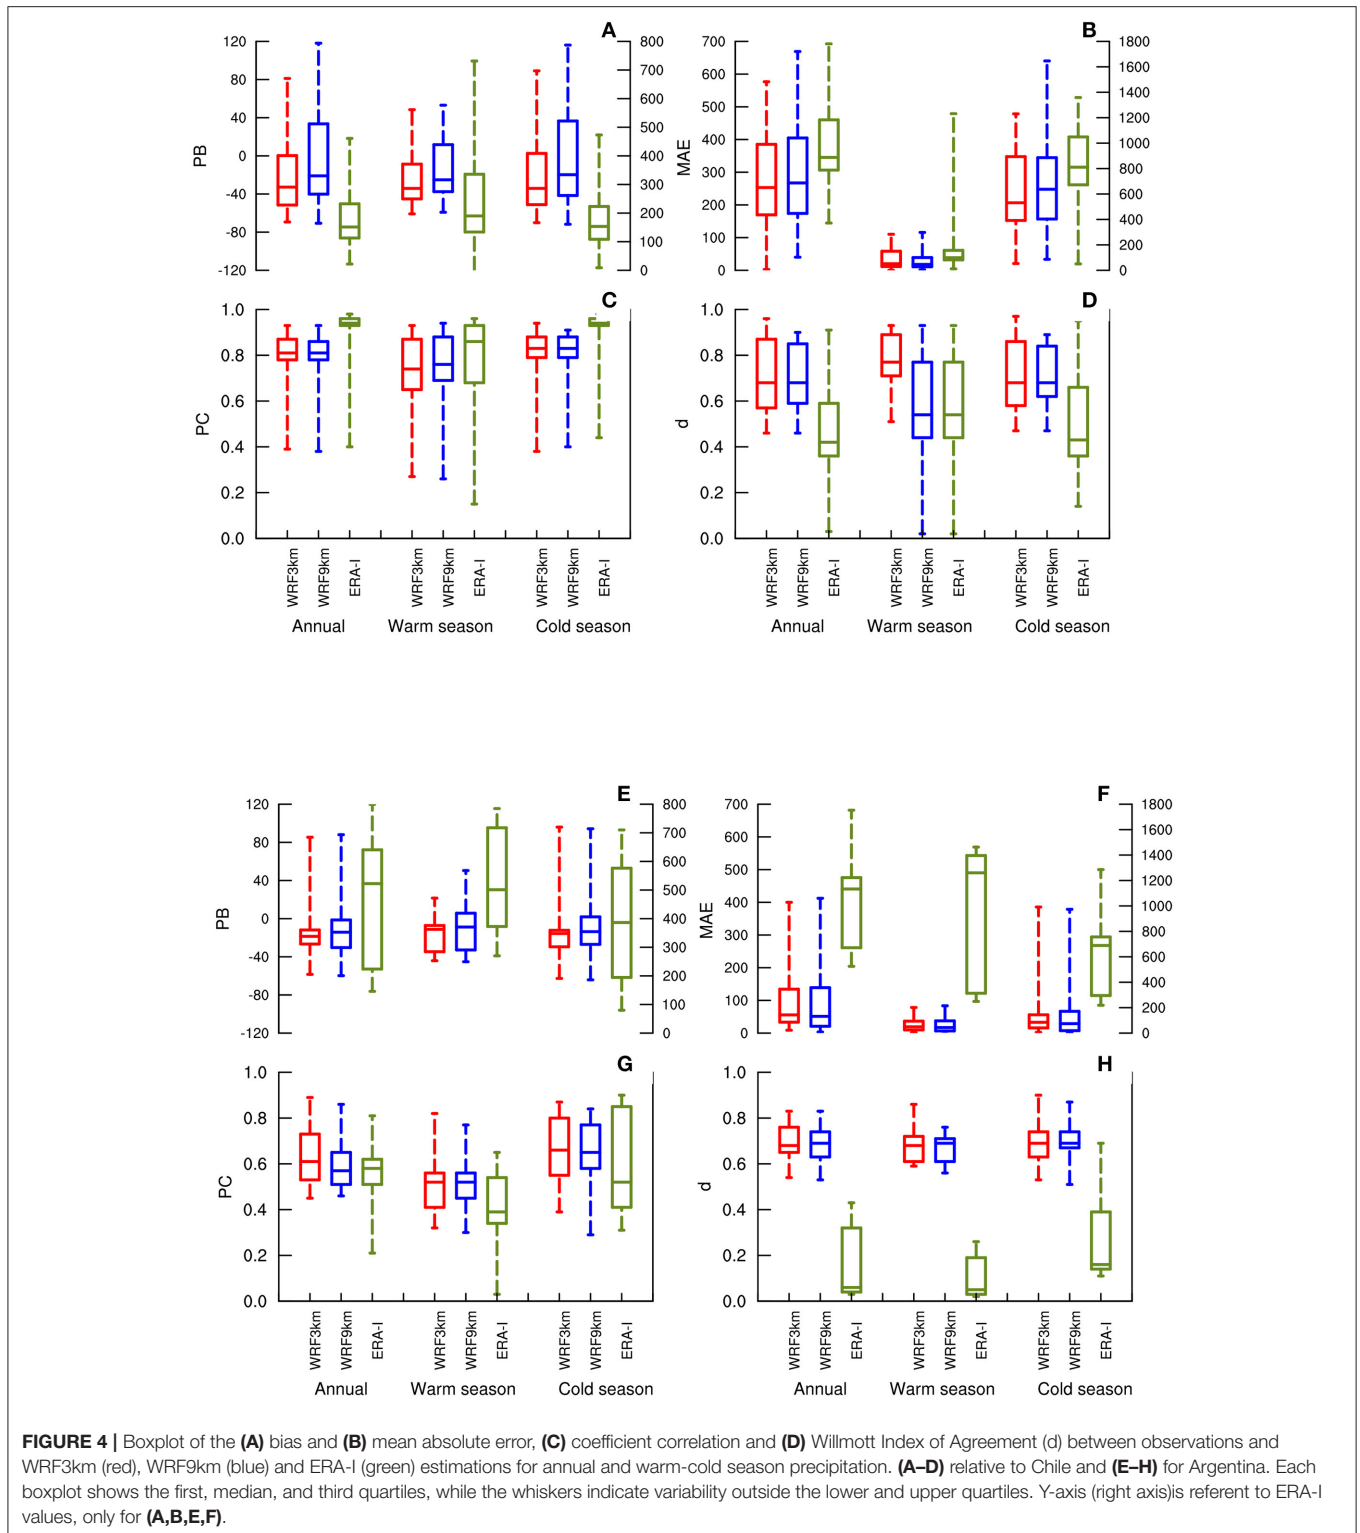 A
B
120
80
40
0
-40
-80
-120
PB
800
700
600
500
400
300
200
100
0
700
600
500
400
300
200
100
0
MAE
1800
1600
1400
1200
1000
800
600
400
200
0
C
D
1.0
0.8
0.6
0.4
0.2
0.0
PC
1.0
0.8
0.6
0.4
0.2
0.0
d
WRF3km
WRF9km
ERA-I
WRF3km
WRF9km
ERA-I
WRF3km
WRF9km
ERA-I
Annual
Warm season
Cold season
WRF3km
WRF9km
ERA-I
WRF3km
WRF9km
ERA-I
WRF3km
WRF9km
ERA-I
Annual
Warm season
Cold season
E
F
120
80
40
0
-40
-80
-120
PB
800
700
600
500
400
300
200
100
0
700
600
500
400
300
200
100
0
MAE
1800
1600
1400
1200
1000
800
600
400
200
0
G
H
1.0
0.8
0.6
0.4
0.2
0.0
PC
1.0
0.8
0.6
0.4
0.2
0.0
d
WRF3km
WRF9km
ERA-I
WRF3km
WRF9km
ERA-I
WRF3km
WRF9km
ERA-I
Annual
Warm season
Cold season
WRF3km
WRF9km
ERA-I
WRF3km
WRF9km
ERA-I
WRF3km
WRF9km
ERA-I
Annual
Warm season
Cold season
FIGURE 4 | Boxplot of the (A) bias and (B) mean absolute error, (C) coefficient correlation and (D) Willmott Index of Agreement (d) between observations and
WRF3km (red), WRF9km (blue) and ERA-I (green) estimations for annual and warm-cold season precipitation. (A–D) relative to Chile and (E–H) for Argentina. Each
boxplot shows the first, median, and third quartiles, while the whiskers indicate variability outside the lower and upper quartiles. Y-axis (right axis)is referent to ERA-I
values, only for (A,B,E,F).